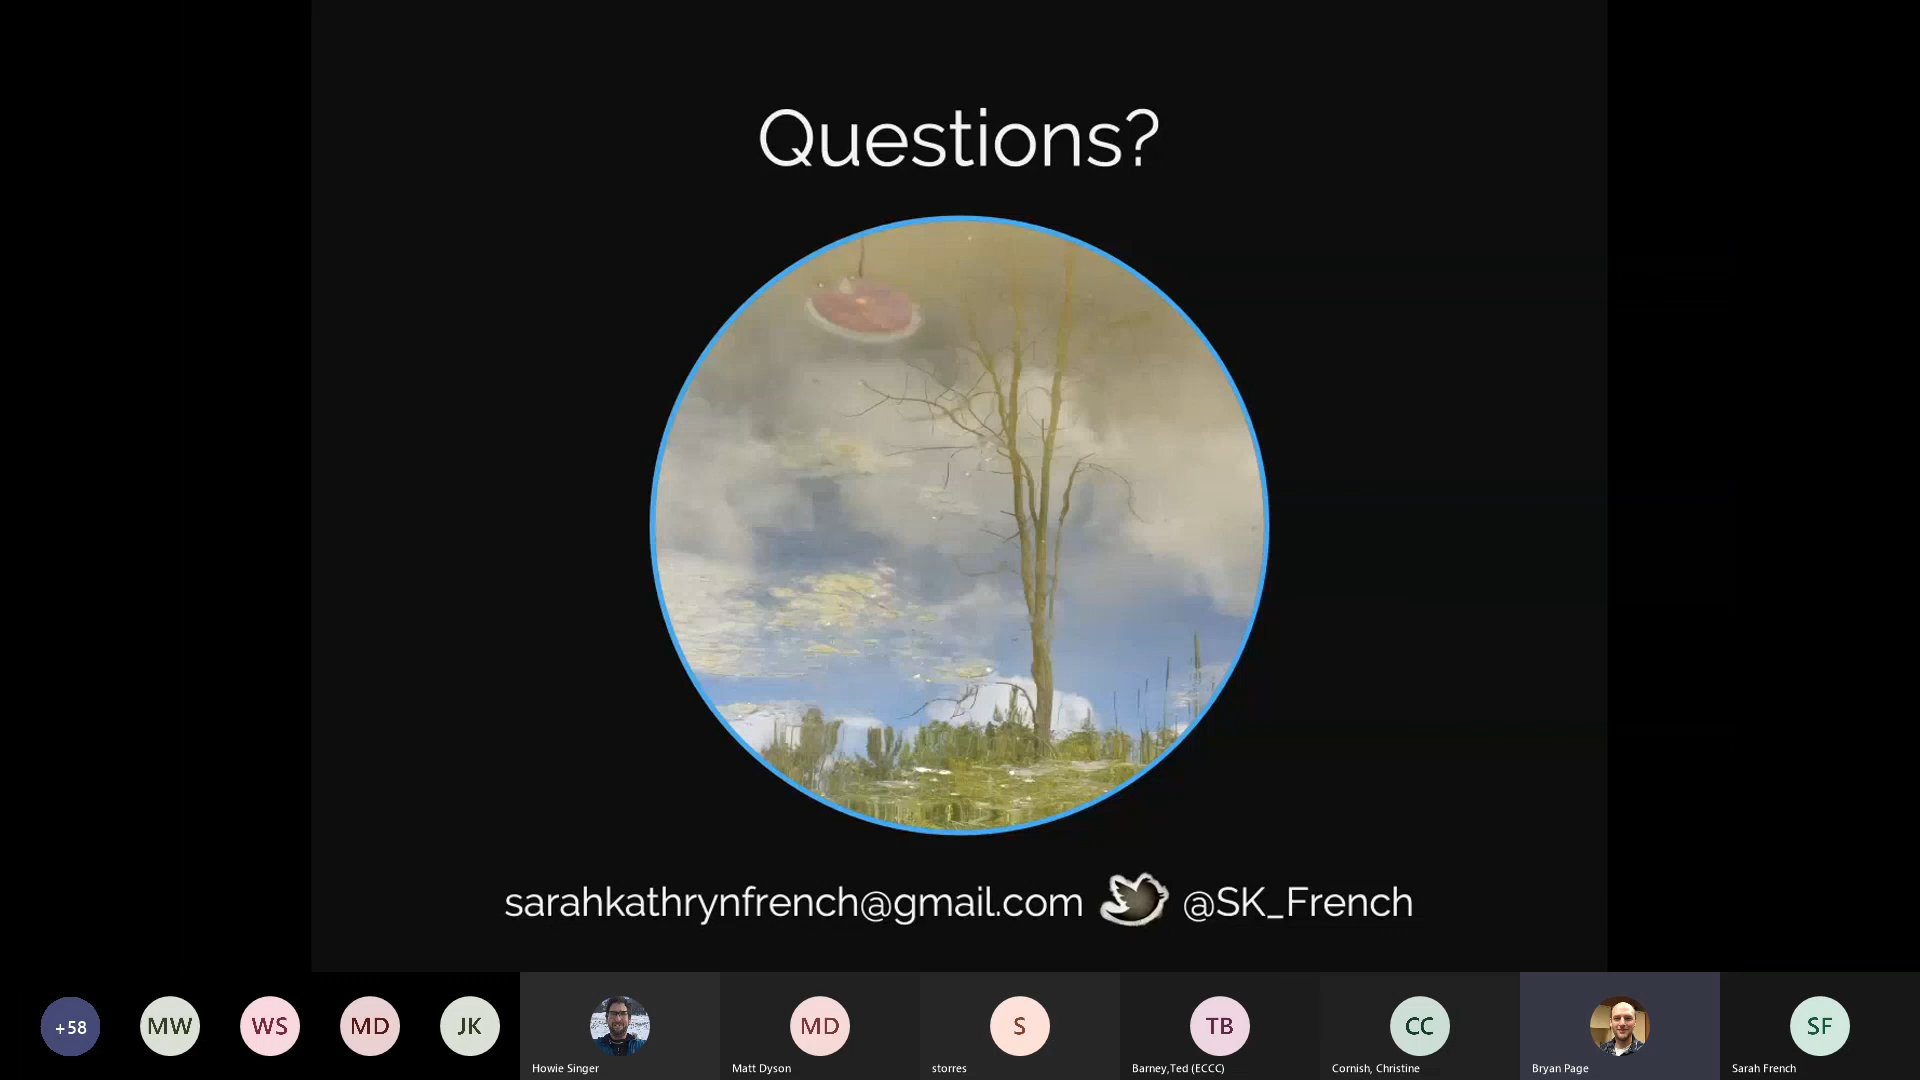 Questions?
sarahkathrynfrench@gmail.com @SK_French
+58 MW WS MD JK MD S TB CC SF
Howie Singer Matt Dyson storres Barney,Ted (ECCC) Cornish, Christine Bryan Page Sarah French